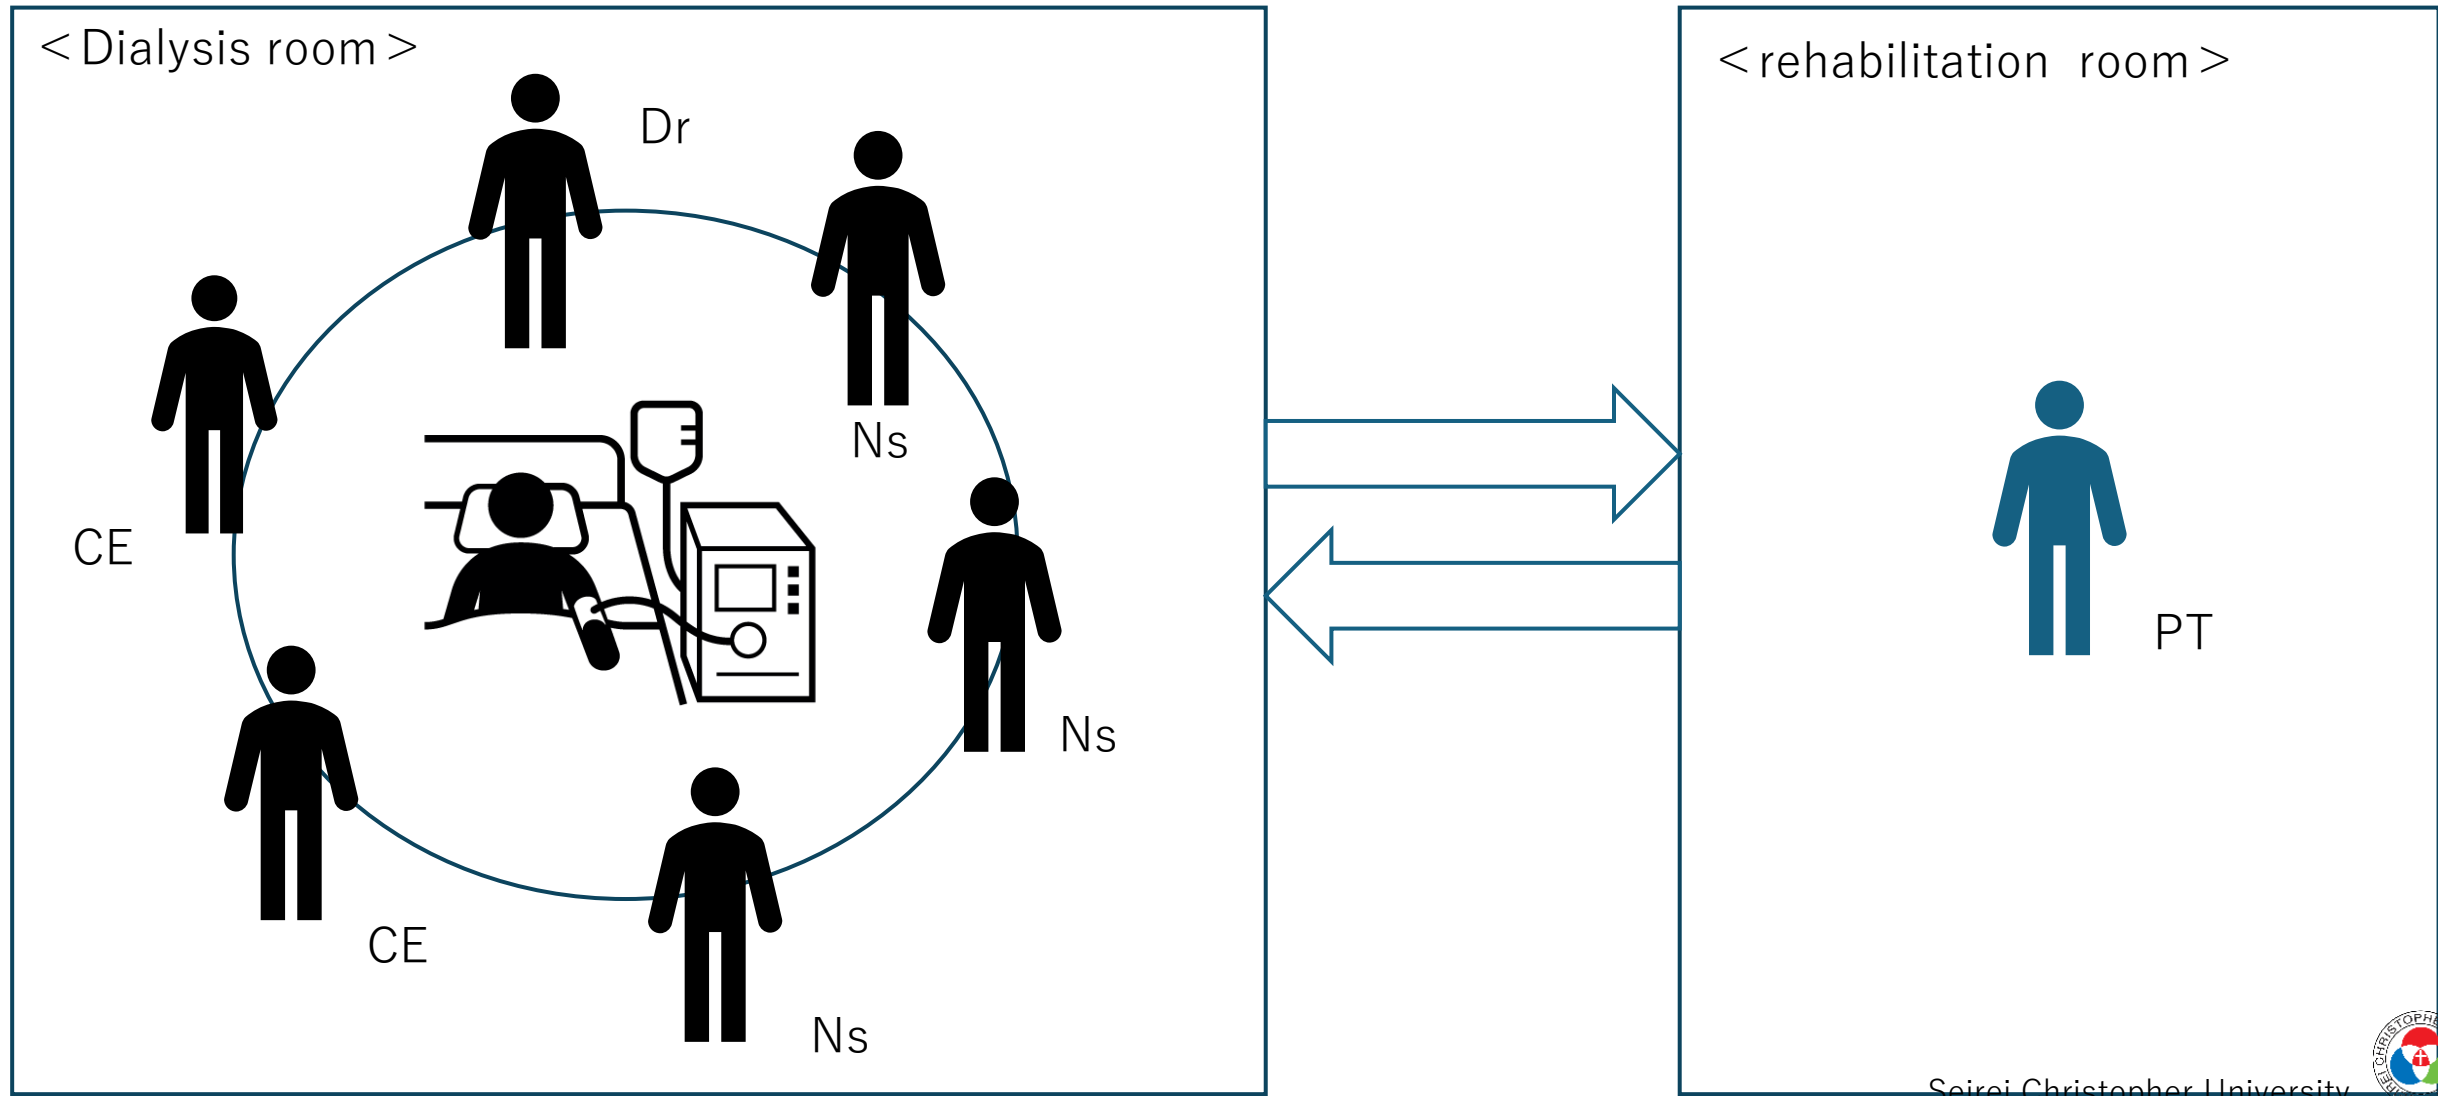 ＜Dialysis room＞
Dr
Ns
CE
Ns
CE
Ns
＜rehabilitation room＞
PT
Seirei Christopher University